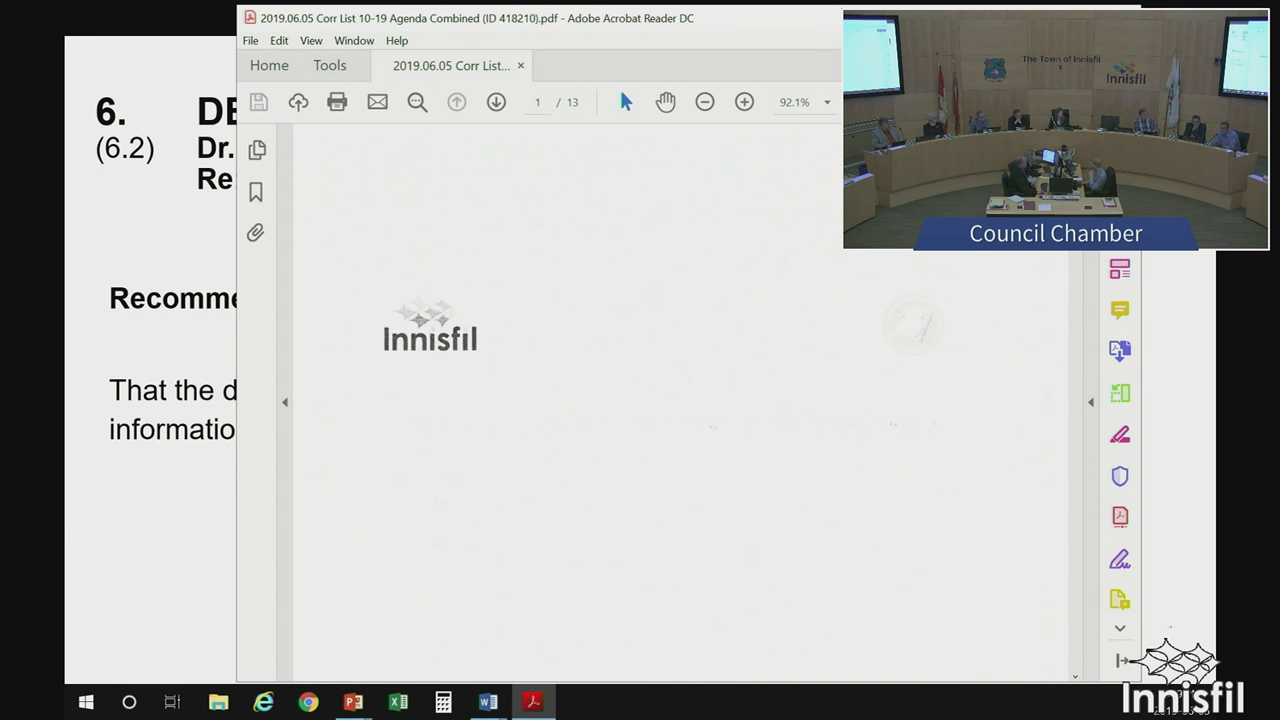 2019.06.05 Corr List 10-19 Agenda Combined (ID 418210).pdf - Adobe Acrobat Reader DC
File Edit View Window Help
Home Tools 2019.06.05 Corr List... ×
1 / 13 92.1%
The Town of Innisfil
Innisfil
Council Chamber
6. DE
(6.2) Dr.
Re
Recomme
That the d
informatio
Innisfil
Innisfil